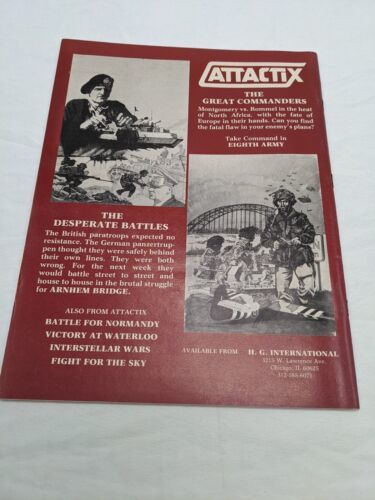 ATTACTIX
THE
GREAT COMMANDERS
Montgomery vs. Rommel in the heat
of North Africa, with the fate of
Europe in their hands. Can you find
the fatal flaw in your enemy's plans?
Take Command in
EIGHTH ARMY
THE
DESPERATE BATTLES
The British paratroops expected no
resistance. The German panzertrup-
pen thought they were safely behind
their own lines. They were both
wrong. For the next week they
would battle street to street and
house to house in the brutal struggle
for ARNHEM BRIDGE.
ALSO FROM ATTACTIX
BATTLE FOR NORMANDY
VICTORY AT WATERLOO
INTERSTELLAR WARS
FIGHT FOR THE SKY
AVAILABLE FROM H. G. INTERNATIONAL
3215 W. Lawrence Ave.
Chicago, IL 60625